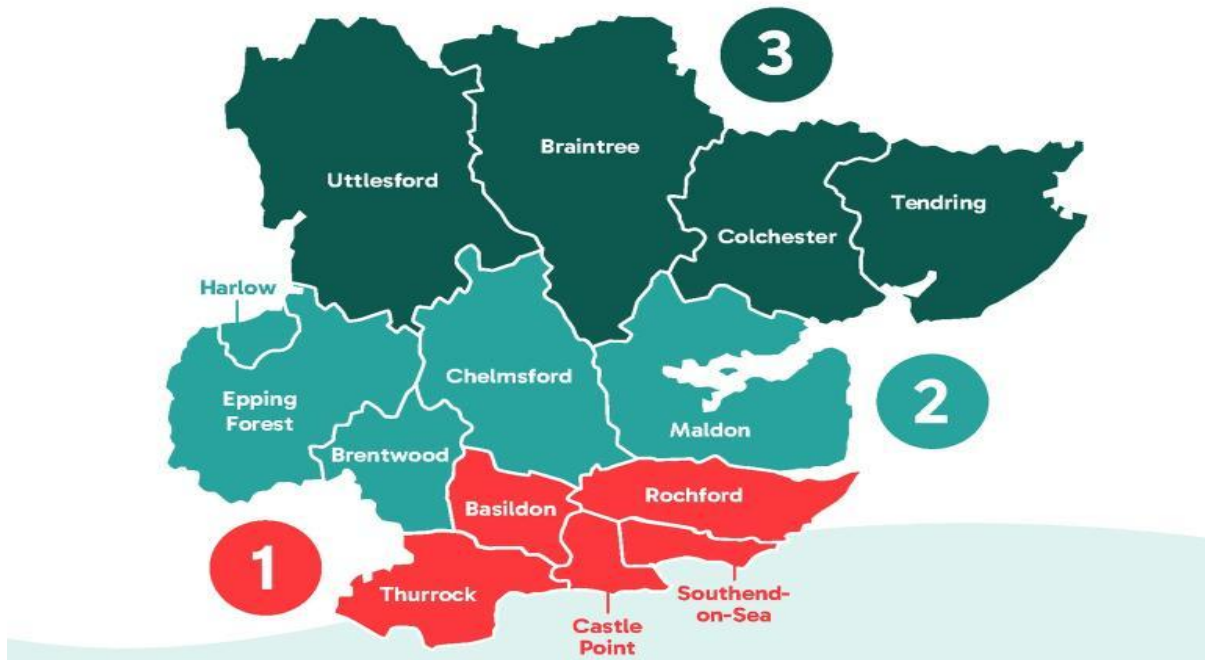 3
Braintree
Uttlesford
Tendring
Colchester
Harlow
Chelmsford
2
Epping
Forest
Maldon
Brentwood
Rochford
Basildon
1
Thurrock
Southend-
on-Sea
Castle
Point